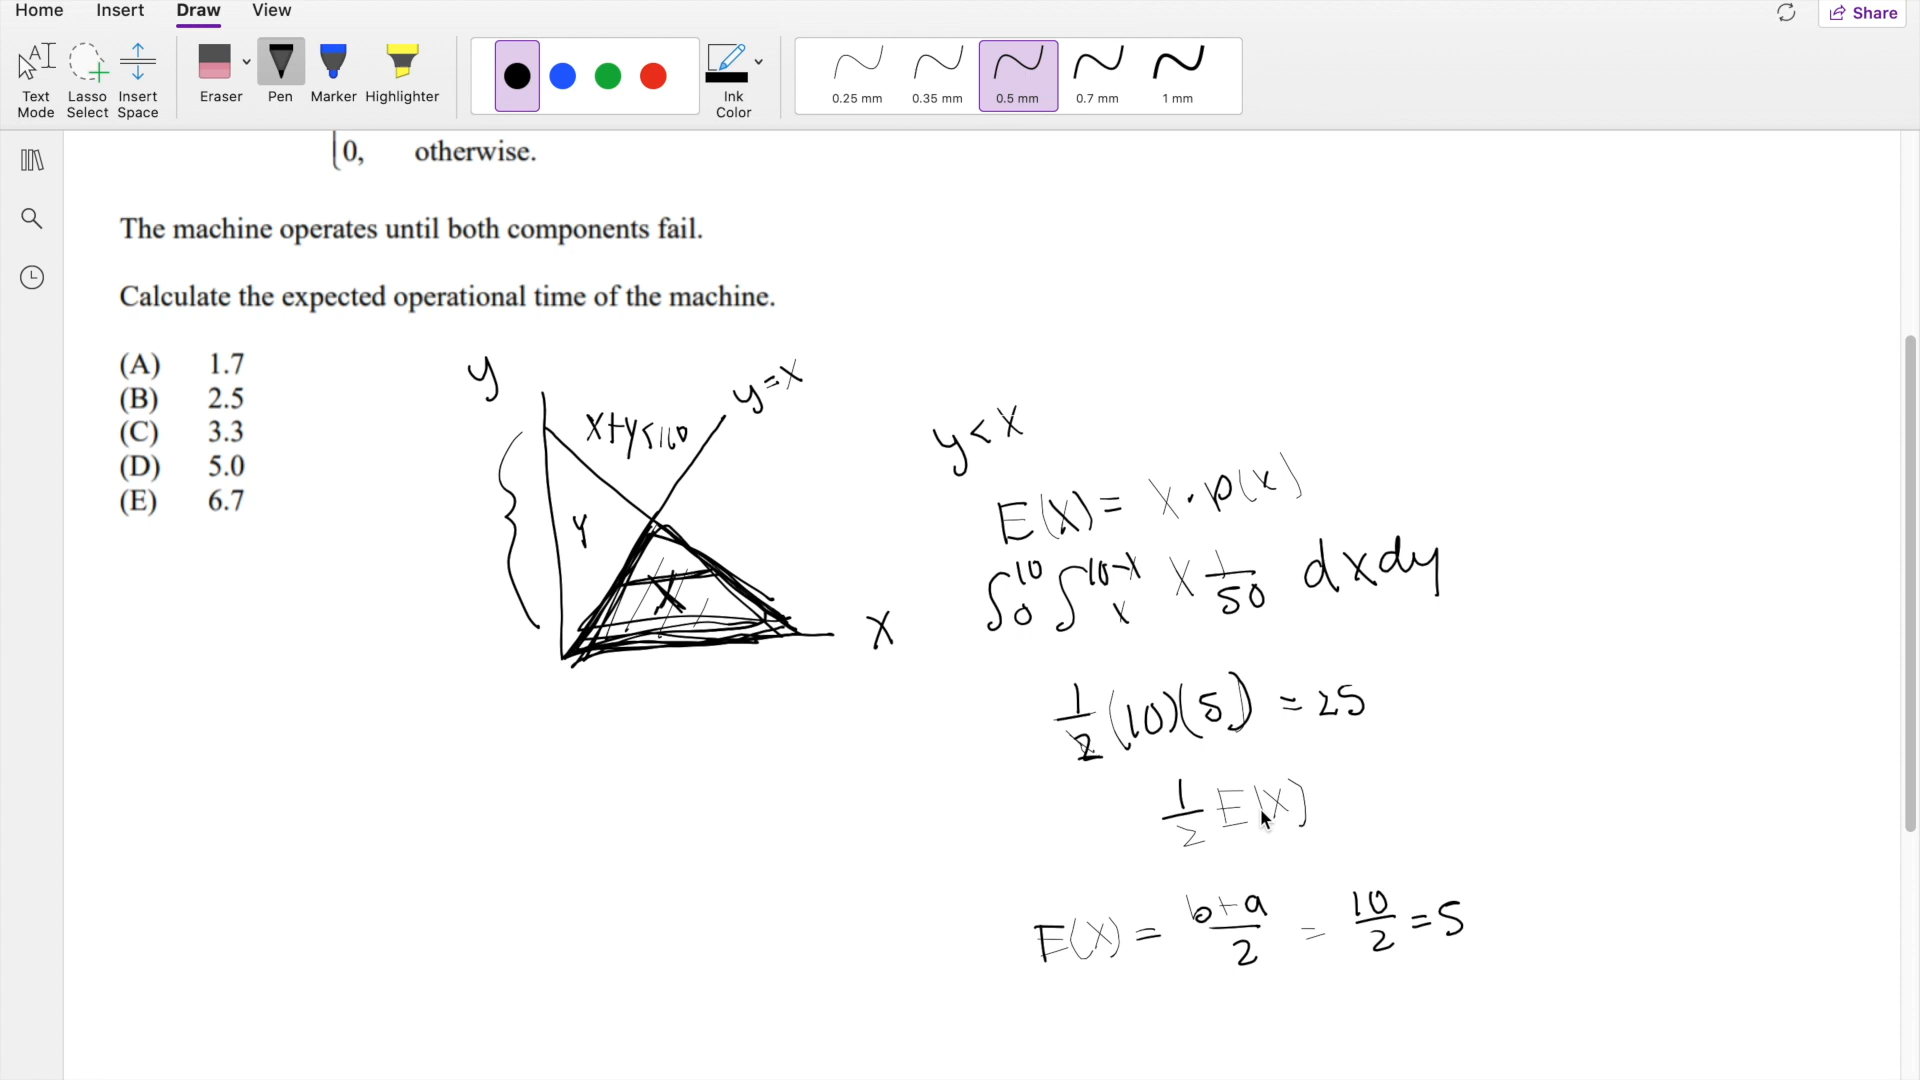 Home Insert Draw View
Share
Text Mode
Lasso Select
Insert Space
Eraser
Pen
Marker
Highlighter
Ink Color
0.25 mm
0.35 mm
0.5 mm
0.7 mm
1 mm
0, otherwise.
The machine operates until both components fail.
Calculate the expected operational time of the machine.
(A) 1.7
(B) 2.5
(C) 3.3
(D) 5.0
(E) 6.7
y
y=x
Y
X
X
y<x
E(X)= X·P(X)
∫₀¹⁰ ∫ₓ¹⁰⁻ˣ X 1/50 dxdy
1/2 (10)(5) = 25
1/2 E(X)
E(X) = b+a/2 = 10/2 = 5